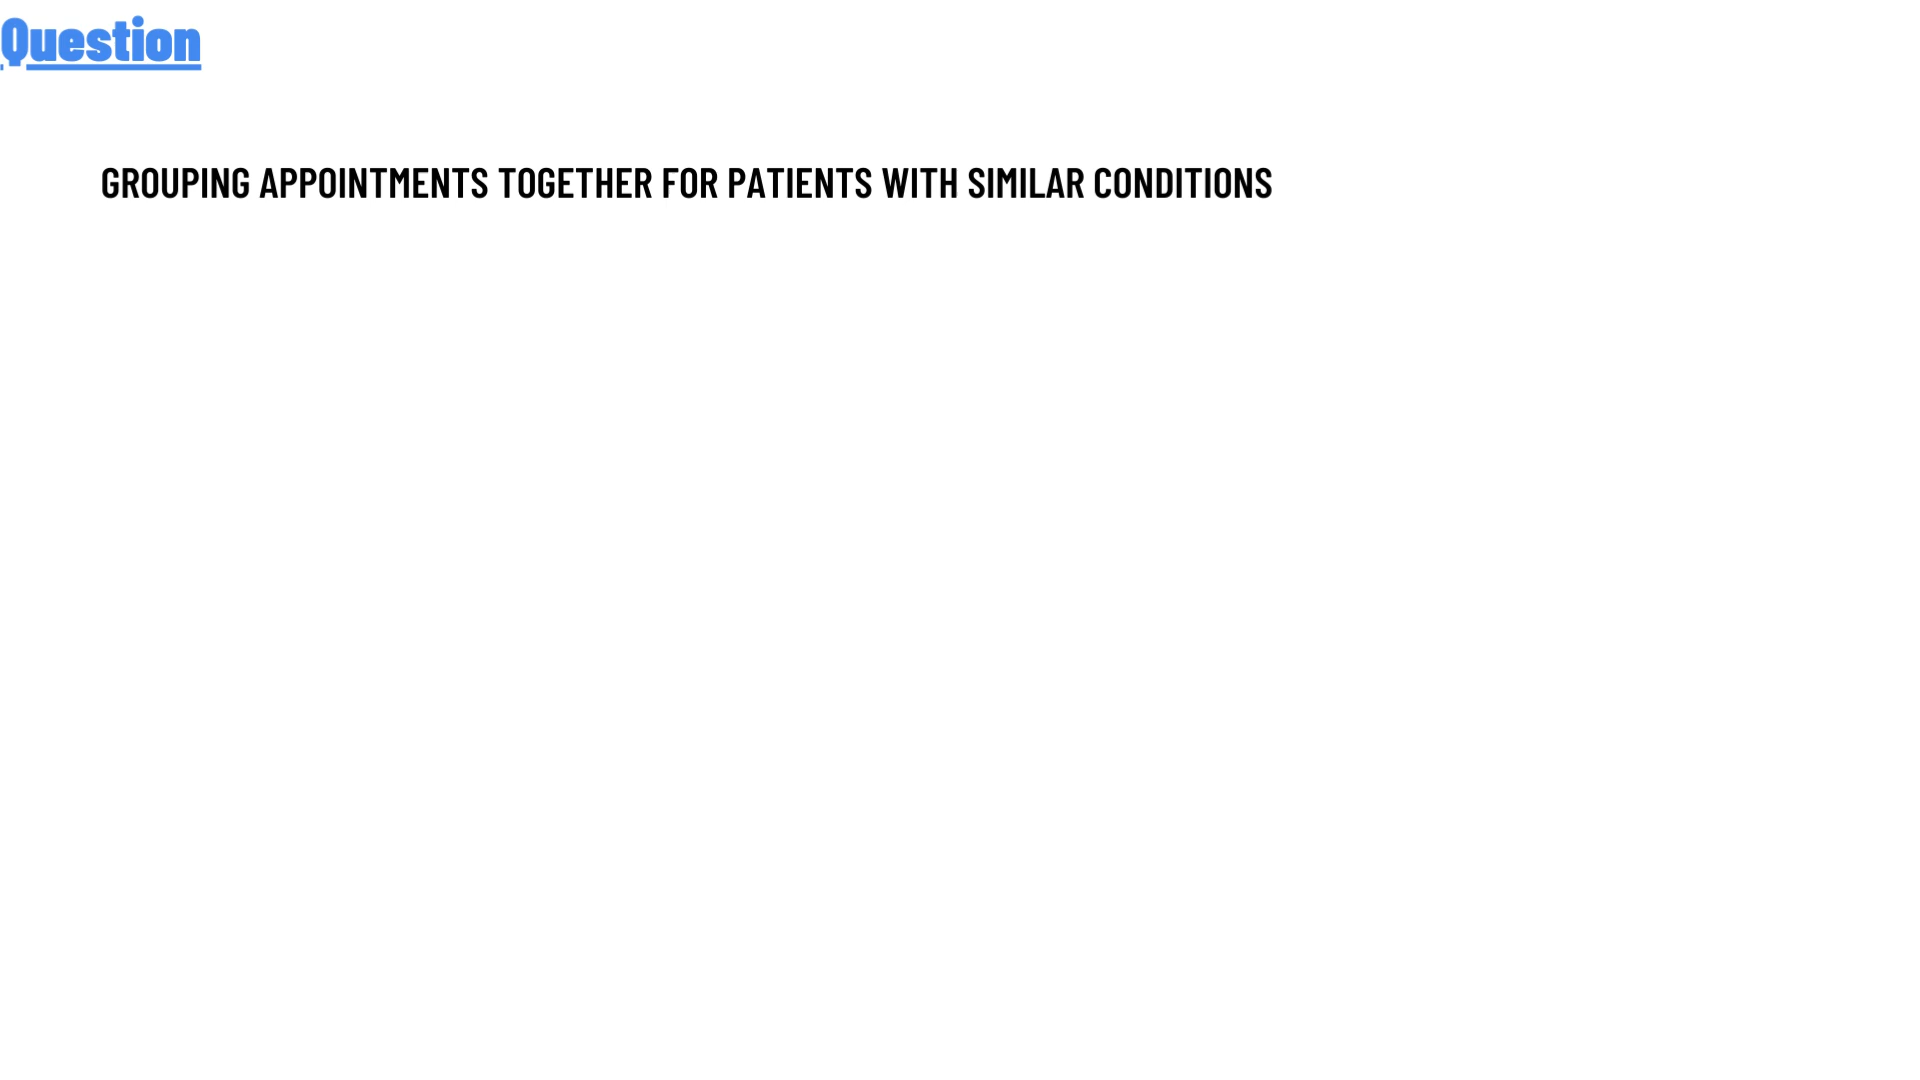 Question
GROUPING APPOINTMENTS TOGETHER FOR PATIENTS WITH SIMILAR CONDITIONS